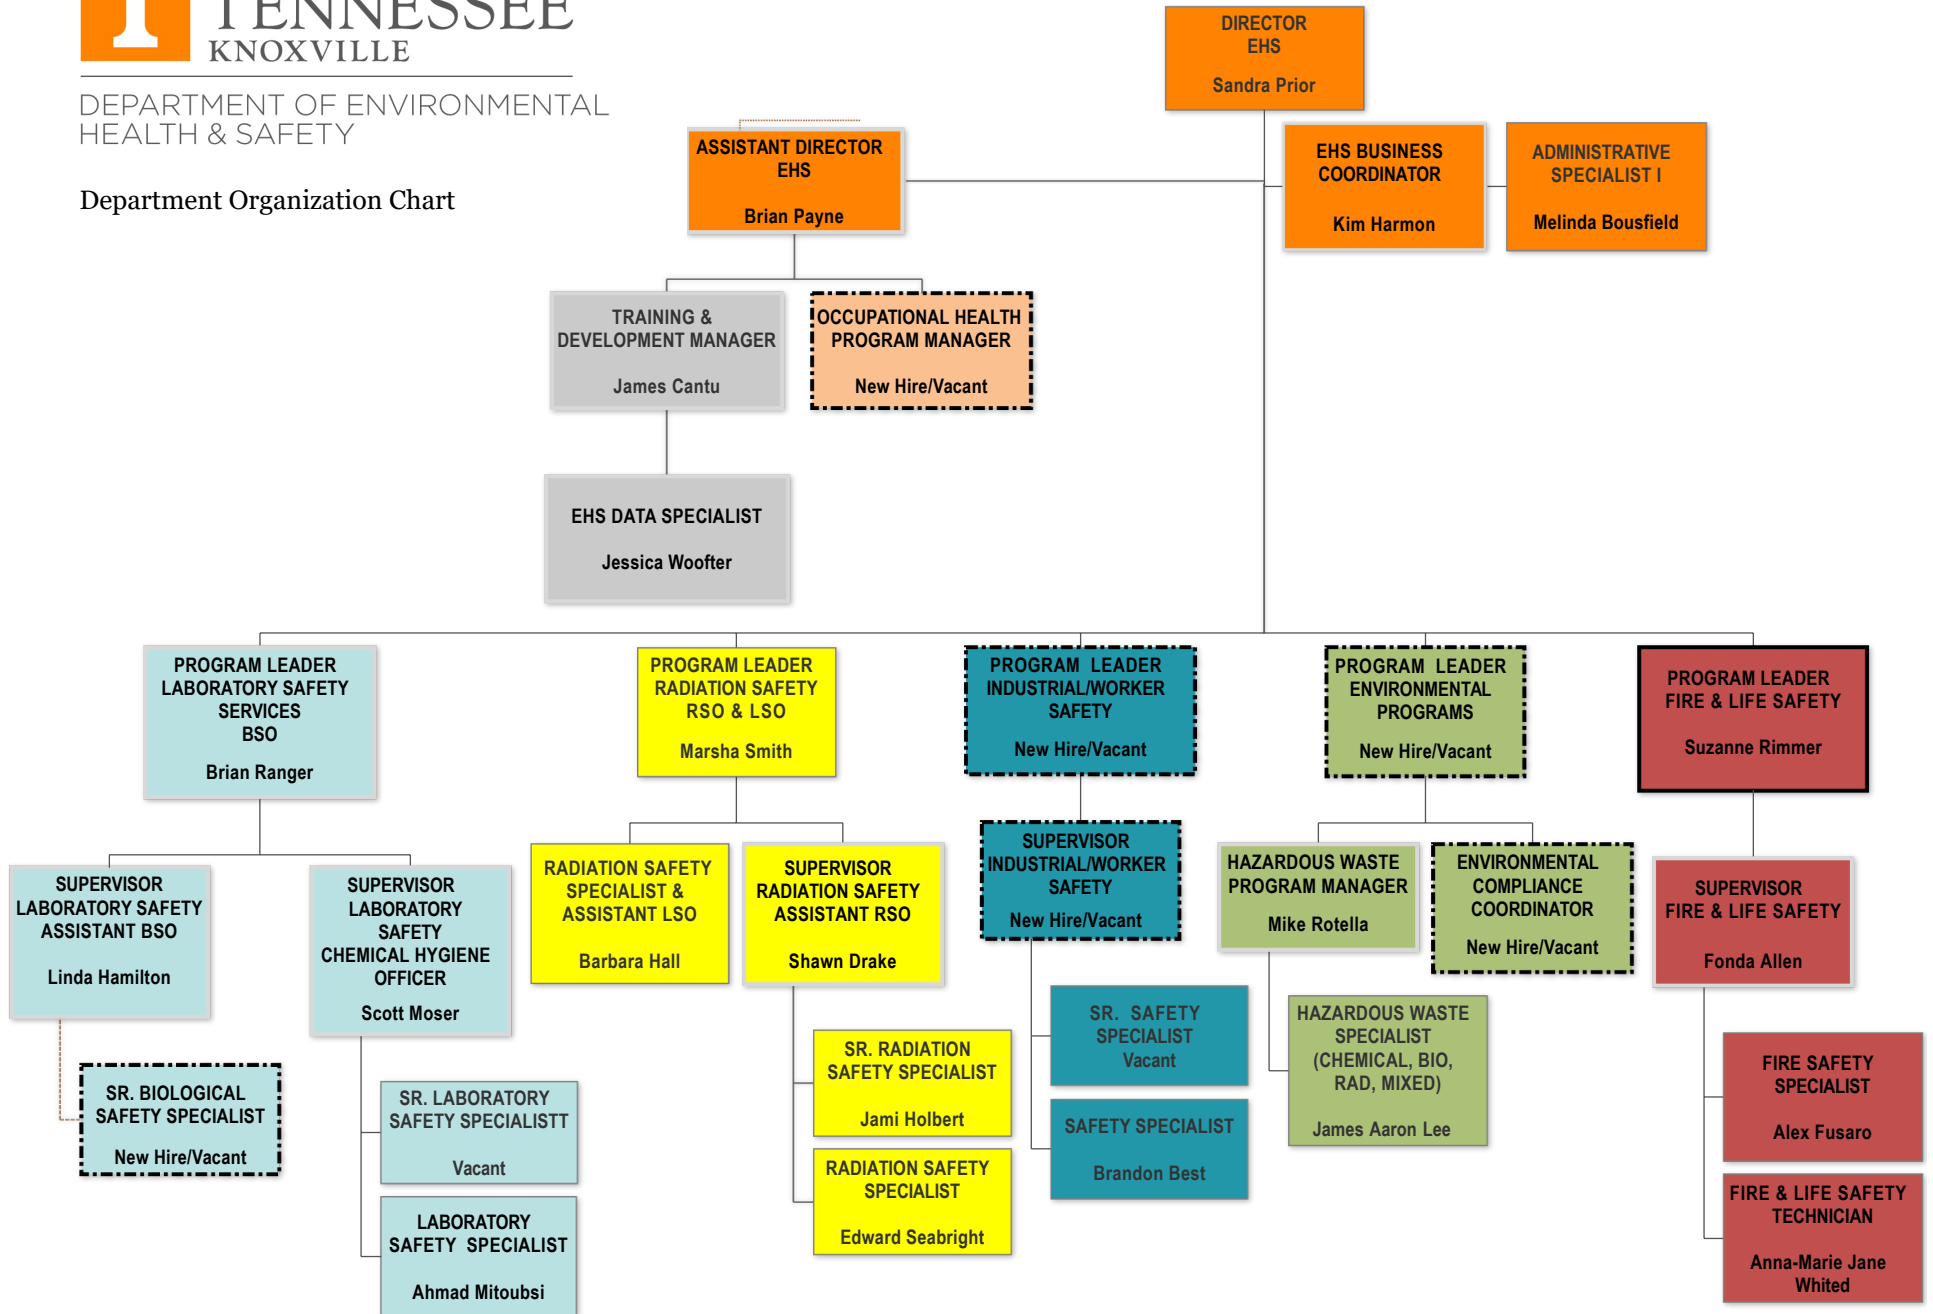 TENNESSEE
KNOXVILLE
DEPARTMENT OF ENVIRONMENTAL
HEALTH & SAFETY
Department Organization Chart
DIRECTOR
EHS
Sandra Prior
ASSISTANT DIRECTOR
EHS
Brian Payne
EHS BUSINESS
COORDINATOR
Kim Harmon
ADMINISTRATIVE
SPECIALIST I
Melinda Bousfield
TRAINING &
DEVELOPMENT MANAGER
James Cantu
OCCUPATIONAL HEALTH
PROGRAM MANAGER
New Hire/Vacant
EHS DATA SPECIALIST
Jessica Woofter
PROGRAM LEADER
LABORATORY SAFETY
SERVICES
BSO
Brian Ranger
PROGRAM LEADER
RADIATION SAFETY
RSO & LSO
Marsha Smith
PROGRAM LEADER
INDUSTRIAL/WORKER
SAFETY
New Hire/Vacant
PROGRAM LEADER
ENVIRONMENTAL
PROGRAMS
New Hire/Vacant
PROGRAM LEADER
FIRE & LIFE SAFETY
Suzanne Rimmer
SUPERVISOR
LABORATORY SAFETY
ASSISTANT BSO
Linda Hamilton
SUPERVISOR
LABORATORY
SAFETY
CHEMICAL HYGIENE
OFFICER
Scott Moser
RADIATION SAFETY
SPECIALIST &
ASSISTANT LSO
Barbara Hall
SUPERVISOR
RADIATION SAFETY
ASSISTANT RSO
Shawn Drake
SUPERVISOR
INDUSTRIAL/WORKER
SAFETY
New Hire/Vacant
HAZARDOUS WASTE
PROGRAM MANAGER
Mike Rotella
ENVIRONMENTAL
COMPLIANCE
COORDINATOR
New Hire/Vacant
SUPERVISOR
FIRE & LIFE SAFETY
Fonda Allen
SR. BIOLOGICAL
SAFETY SPECIALIST
New Hire/Vacant
SR. LABORATORY
SAFETY SPECIALISTT
Vacant
LABORATORY
SAFETY SPECIALIST
Ahmad Mitoubsi
SR. RADIATION
SAFETY SPECIALIST
Jami Holbert
RADIATION SAFETY
SPECIALIST
Edward Seabright
SR. SAFETY
SPECIALIST
Vacant
SAFETY SPECIALIST
Brandon Best
HAZARDOUS WASTE
SPECIALIST
(CHEMICAL, BIO,
RAD, MIXED)
James Aaron Lee
FIRE SAFETY
SPECIALIST
Alex Fusaro
FIRE & LIFE SAFETY
TECHNICIAN
Anna-Marie Jane
Whited